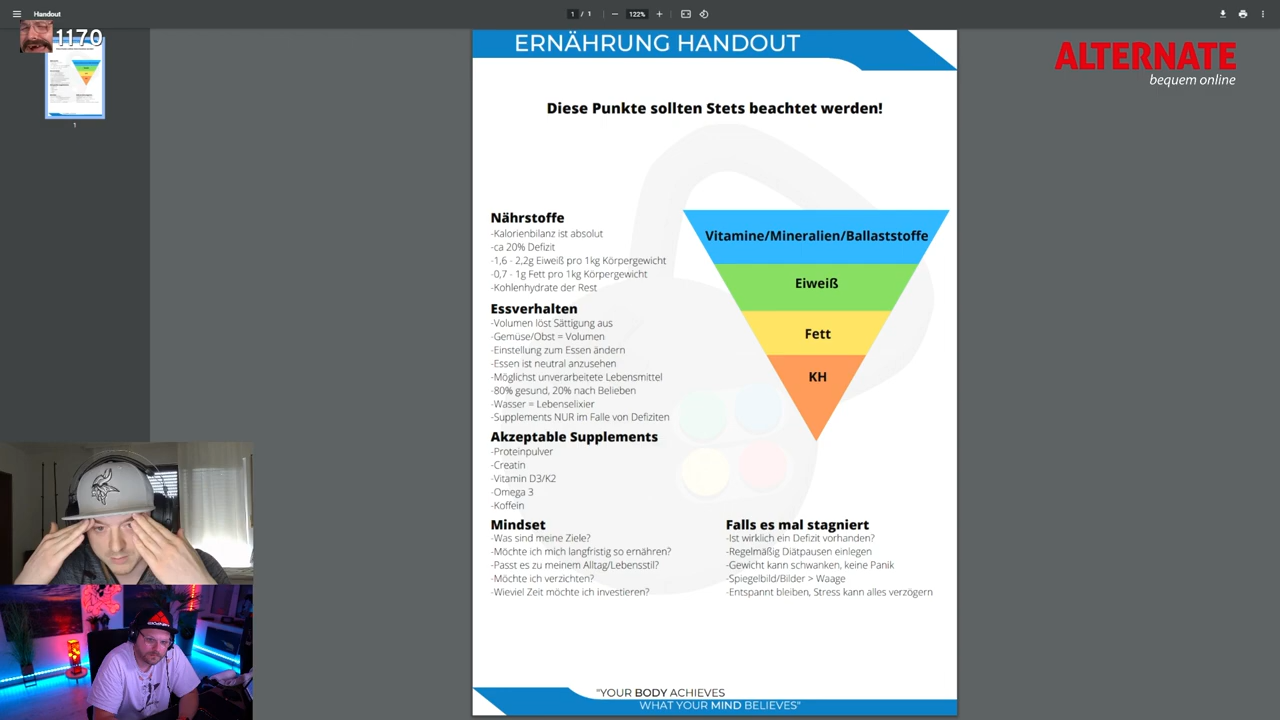 Handout
1 / 1
122%
1170
ALTERNATE
bequem online
1
ERNÄHRUNG HANDOUT
Diese Punkte sollten Stets beachtet werden!
Nährstoffe
-Kalorienbilanz ist absolut
-ca 20% Defizit
-1,6 - 2,2g Eiweiß pro 1kg Körpergewicht
-0,7 - 1g Fett pro 1kg Körpergewicht
-Kohlenhydrate der Rest
Vitamine/Mineralien/Ballaststoffe
Eiweiß
Fett
KH
Essverhalten
-Volumen löst Sättigung aus
-Gemüse/Obst = Volumen
-Einstellung zum Essen ändern
-Essen ist neutral anzusehen
-Möglichst unverarbeitete Lebensmittel
-80% gesund, 20% nach Belieben
-Wasser = Lebenselixier
-Supplements NUR im Falle von Defiziten
Akzeptable Supplements
-Proteinpulver
-Creatin
-Vitamin D3/K2
-Omega 3
-Koffein
Mindset
-Was sind meine Ziele?
-Möchte ich mich langfristig so ernähren?
-Passt es zu meinem Alltag/Lebensstil?
-Möchte ich verzichten?
-Wieviel Zeit möchte ich investieren?
Falls es mal stagniert
-Ist wirklich ein Defizit vorhanden?
-Regelmäßig Diätpausen einlegen
-Gewicht kann schwanken, keine Panik
-Spiegelbild/Bilder > Waage
-Entspannt bleiben, Stress kann alles verzögern
"YOUR BODY ACHIEVES
WHAT YOUR MIND BELIEVES"